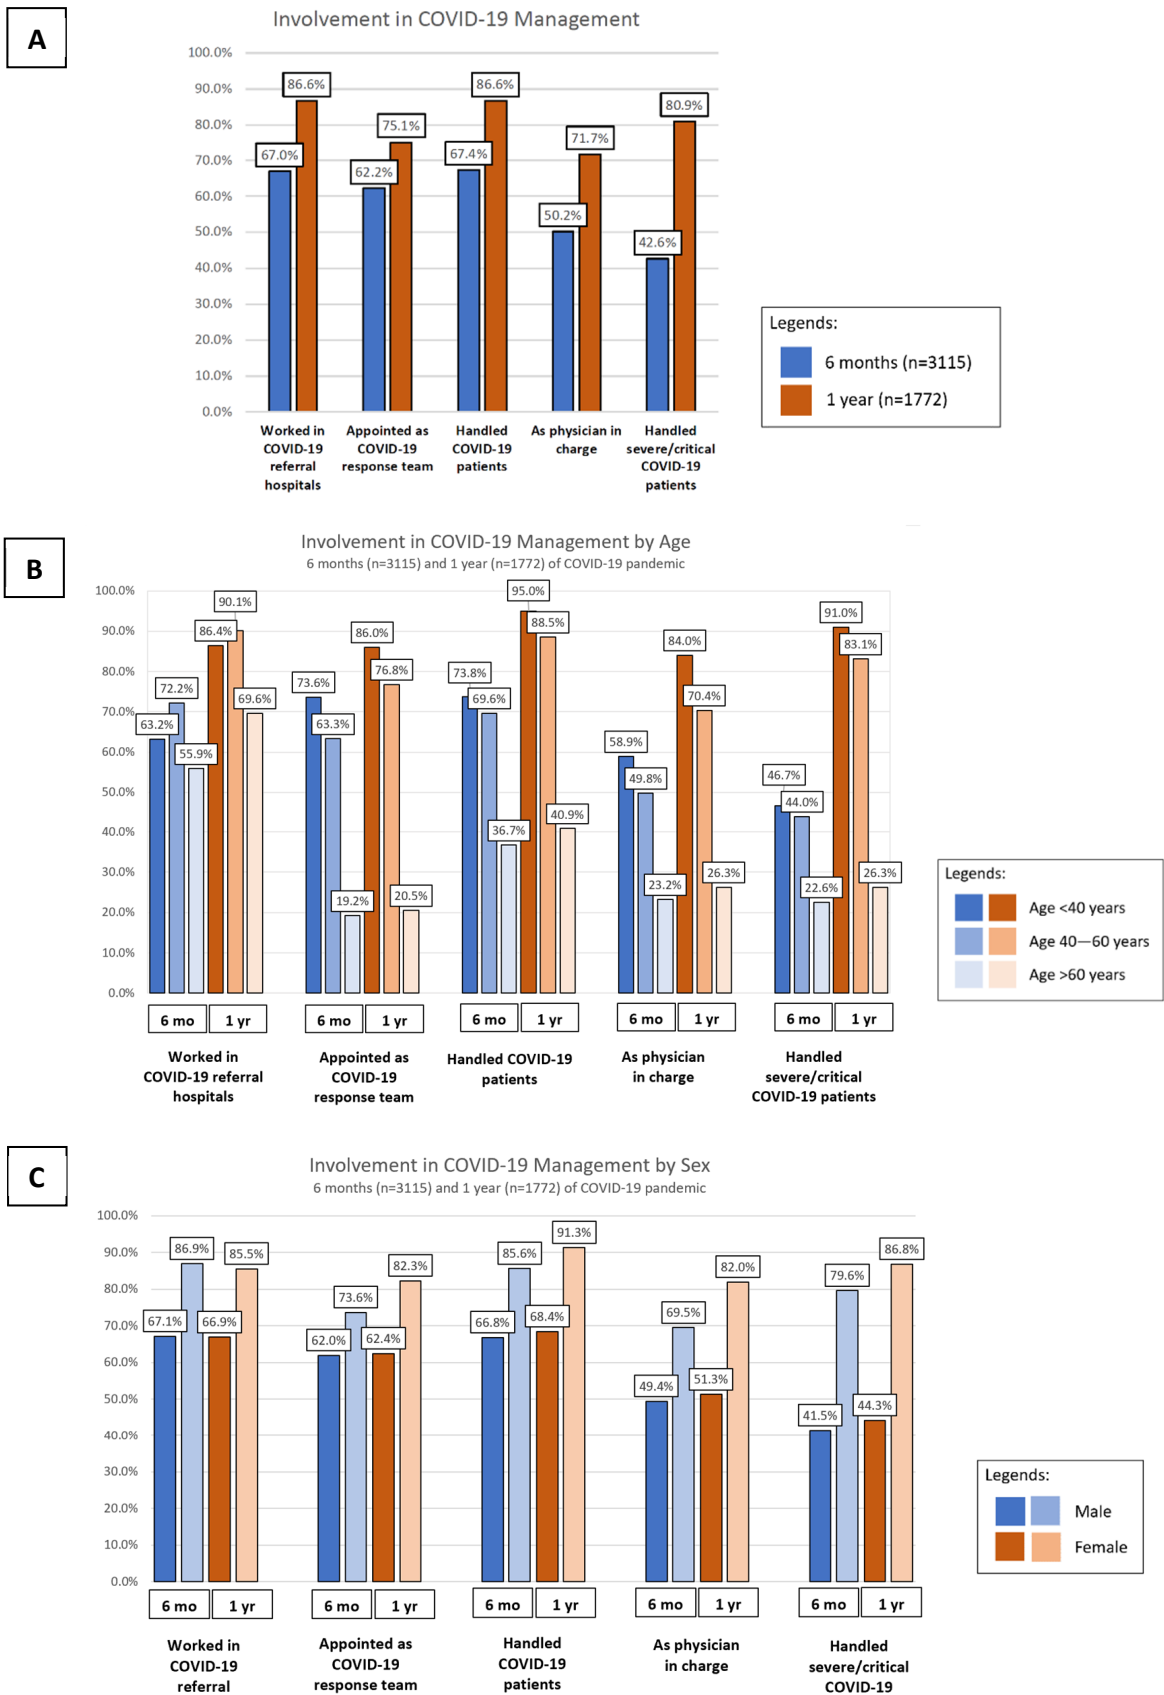 A
Involvement in COVID-19 Management
100.0%
90.0%
80.0%
70.0%
60.0%
50.0%
40.0%
30.0%
20.0%
10.0%
0.0%
67.0%
86.6%
62.2%
75.1%
67.4%
86.6%
50.2%
71.7%
42.6%
80.9%
Worked in
COVID-19
referral
hospitals
Appointed as
COVID-19
response team
Handled
COVID-19
patients
As physician in
charge
Handled
severe/critical
COVID-19
patients
Legends:
6 months (n=3115)
1 year (n=1772)
B
Involvement in COVID-19 Management by Age
6 months (n=3115) and 1 year (n=1772) of COVID-19 pandemic
100.0%
90.0%
80.0%
70.0%
60.0%
50.0%
40.0%
30.0%
20.0%
10.0%
0.0%
63.2%
72.2%
55.9%
86.4%
90.1%
69.6%
73.6%
63.3%
19.2%
86.0%
76.8%
20.5%
73.8%
69.6%
36.7%
95.0%
88.5%
40.9%
58.9%
49.8%
23.2%
84.0%
70.4%
26.3%
46.7%
44.0%
22.6%
91.0%
83.1%
26.3%
6 mo 1 yr
6 mo 1 yr
6 mo 1 yr
6 mo 1 yr
6 mo 1 yr
Worked in
COVID-19 referral
hospitals
Appointed as
COVID-19
response team
Handled COVID-19
patients
As physician
in charge
Handled
severe/critical
COVID-19 patients
Legends:
Age <40 years
Age 40—60 years
Age >60 years
C
Involvement in COVID-19 Management by Sex
6 months (n=3115) and 1 year (n=1772) of COVID-19 pandemic
100.0%
90.0%
80.0%
70.0%
60.0%
50.0%
40.0%
30.0%
20.0%
10.0%
0.0%
67.1%
86.9%
66.9%
85.5%
62.0%
73.6%
62.4%
82.3%
66.8%
85.6%
68.4%
91.3%
49.4%
69.5%
51.3%
82.0%
41.5%
79.6%
44.3%
86.8%
6 mo 1 yr
6 mo 1 yr
6 mo 1 yr
6 mo 1 yr
6 mo 1 yr
Worked in
COVID-19
referral
Appointed as
COVID-19
response team
Handled
COVID-19
patients
As physician
in charge
Handled
severe/critical
COVID-19
Legends:
Male
Female